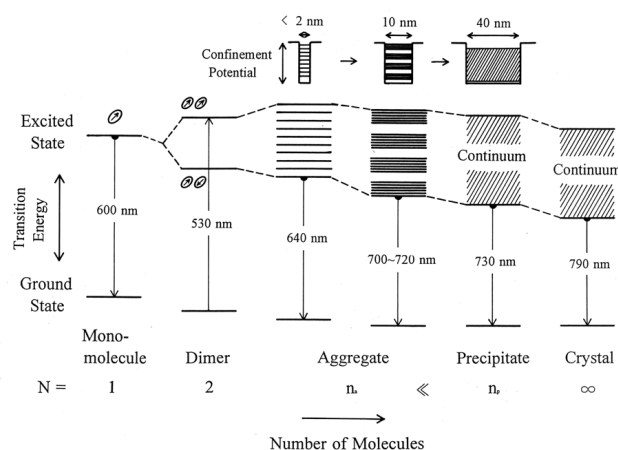 < 2 nm
10 nm
40 nm
Confinement
Potential
Excited
State
Continuum
Continuum
Transition
Energy
600 nm
530 nm
640 nm
700~720 nm
730 nm
790 nm
Ground
State
Mono-
molecule
Dimer
Aggregate
Precipitate
Crystal
N = 1 2 nₐ ≪ nₚ ∞
Number of Molecules